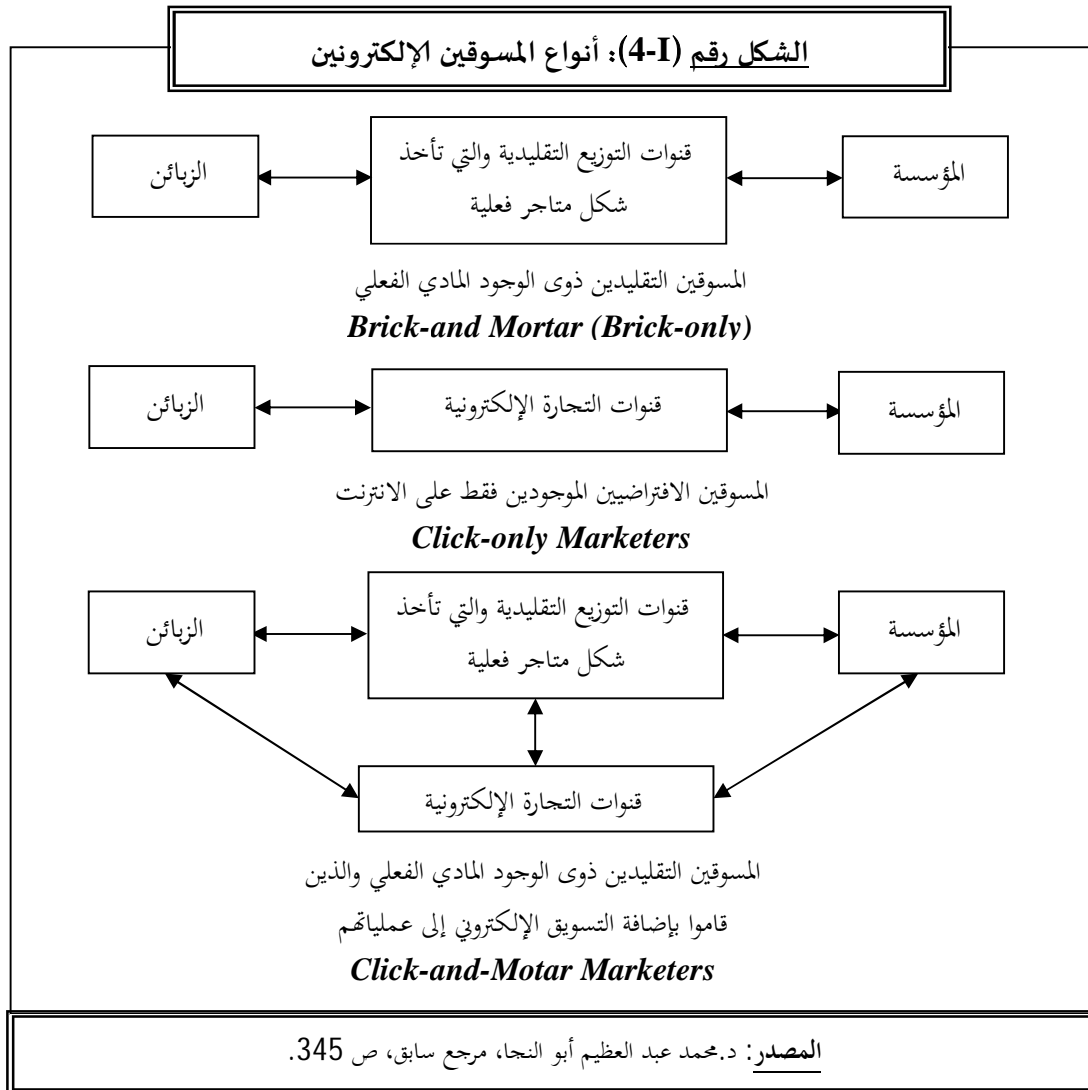 الشكل رقم (I-4): أنواع المسوقين الإلكترونين
المؤسسة
قنوات التوزيع التقليدية والتي تأخذ
شكل متاجر فعلية
الزبائن
المسوقين التقليدين ذوى الوجود المادي الفعلي
Brick-and Mortar (Brick-only)
المؤسسة
قنوات التجارة الإلكترونية
الزبائن
المسوقين الافتراضيين الموجودين فقط على الانترنت
Click-only Marketers
المؤسسة
قنوات التوزيع التقليدية والتي تأخذ
شكل متاجر فعلية
الزبائن
قنوات التجارة الإلكترونية
المسوقين التقليدين ذوى الوجود المادي الفعلي والذين
قاموا بإضافة التسويق الإلكتروني إلى عملياتهم
Click-and-Motar Marketers
المصدر: د.محمد عبد العظيم أبو النجا، مرجع سابق، ص 345.